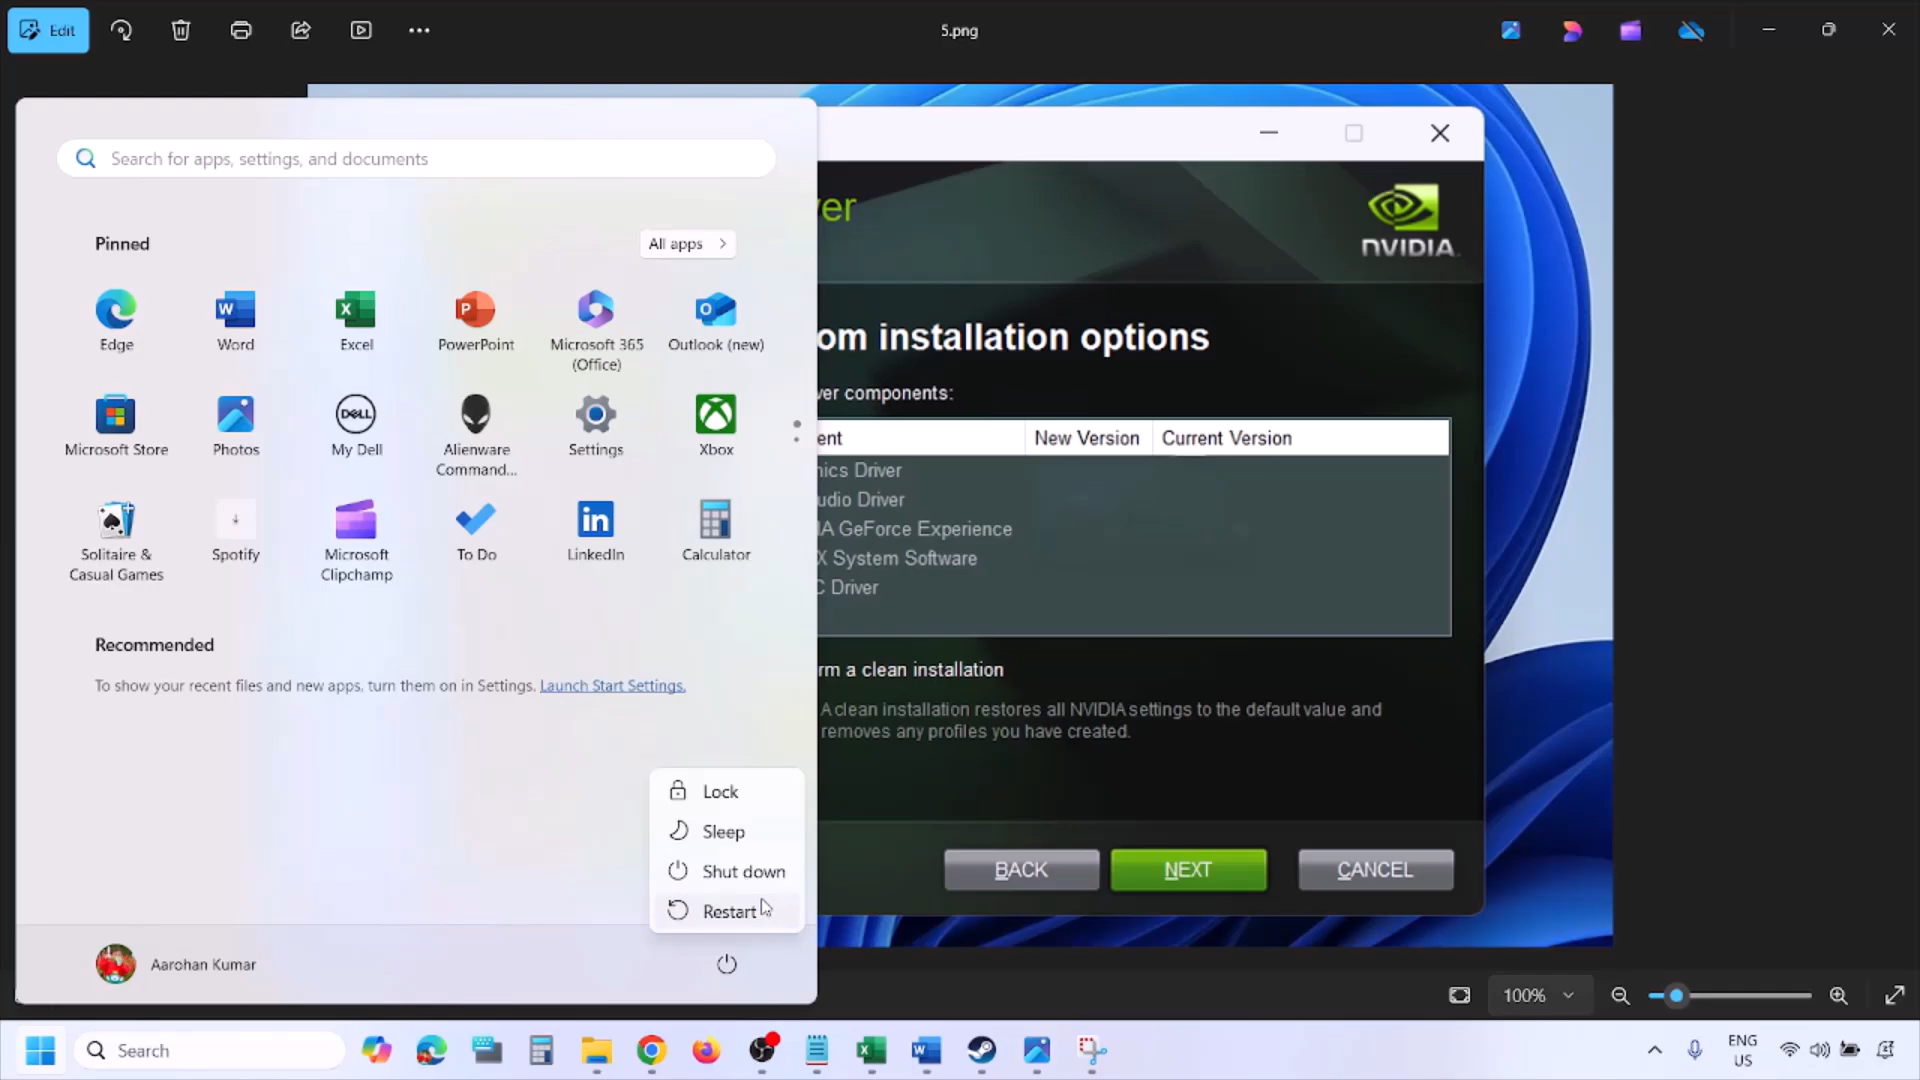 Edit
5.png
Search for apps, settings, and documents
Pinned
All apps
Edge
Word
Excel
PowerPoint
Microsoft 365
(Office)
Outlook (new)
Microsoft Store
Photos
My Dell
Alienware
Command...
Settings
Xbox
Solitaire &
Casual Games
Spotify
Microsoft
Clipchamp
To Do
LinkedIn
Calculator
Recommended
To show your recent files and new apps, turn them on in Settings. Launch Start Settings.
Lock
Sleep
Shut down
Restart
Aarohan Kumar
ver
NVIDIA
om installation options
ver components:
ent New Version Current Version
nics Driver
udio Driver
IA GeForce Experience
X System Software
C Driver
rm a clean installation
A clean installation restores all NVIDIA settings to the default value and
removes any profiles you have created.
BACK
NEXT
CANCEL
100%
Search
ENG
US